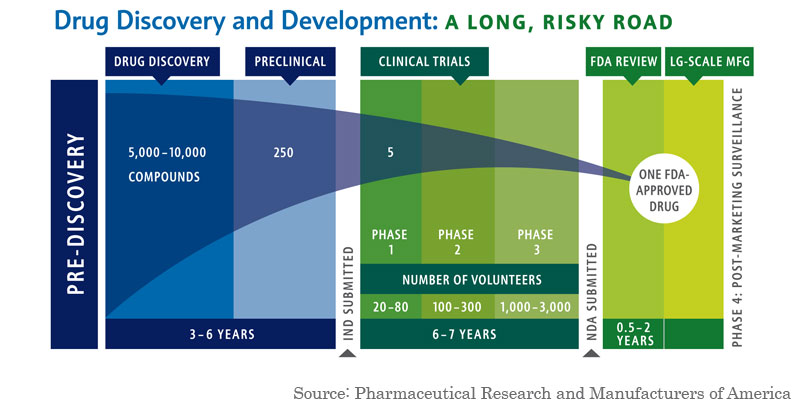 Drug Discovery and Development: A LONG, RISKY ROAD
DRUG DISCOVERY
PRECLINICAL
CLINICAL TRIALS
FDA REVIEW
LG-SCALE MFG
PRE-DISCOVERY
5,000–10,000
COMPOUNDS
250
5
ONE FDA-
APPROVED
DRUG
PHASE
1
PHASE
2
PHASE
3
NUMBER OF VOLUNTEERS
20–80
100–300
1,000–3,000
3–6 YEARS
IND SUBMITTED
6–7 YEARS
NDA SUBMITTED
0.5–2
YEARS
PHASE 4: POST-MARKETING SURVEILLANCE
Source: Pharmaceutical Research and Manufacturers of America